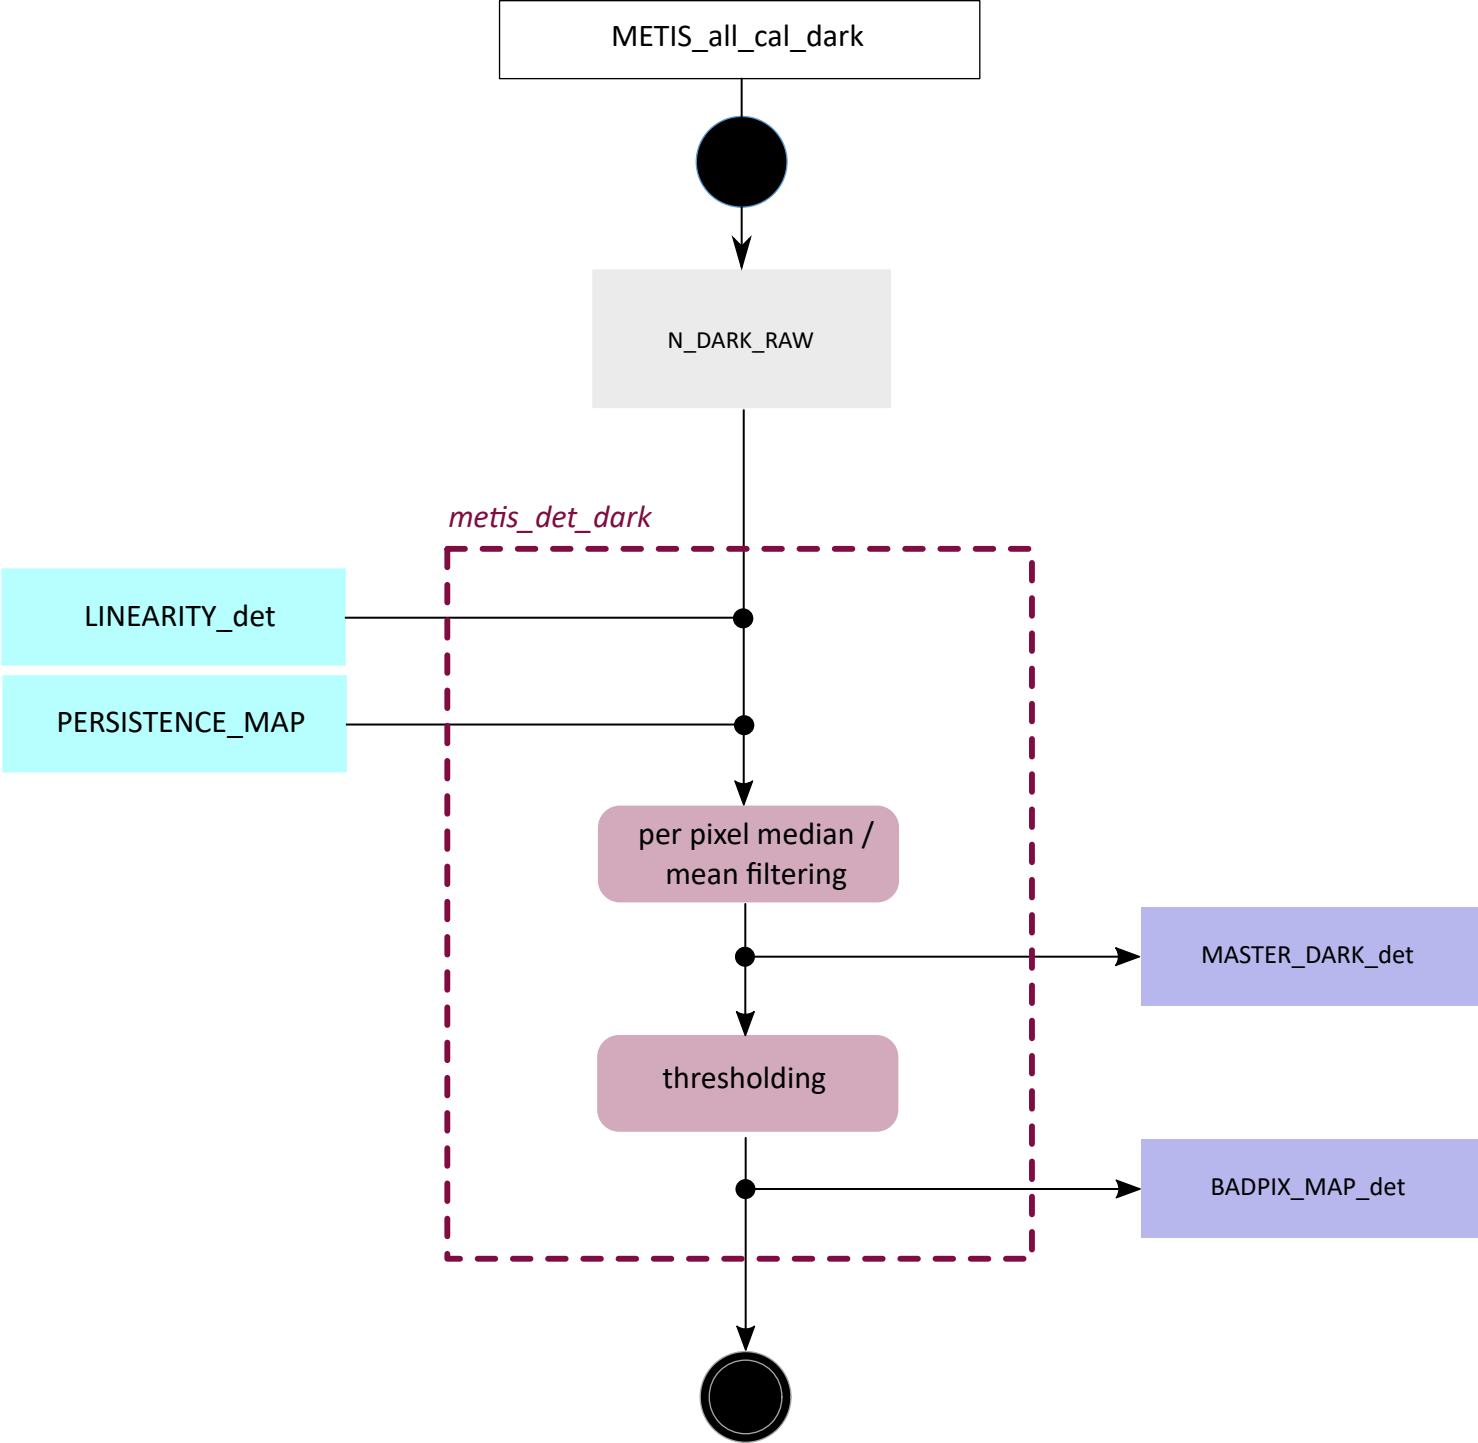 METIS_all_cal_dark
N_DARK_RAW
metis_det_dark
LINEARITY_det
PERSISTENCE_MAP
per pixel median /
mean filtering
MASTER_DARK_det
thresholding
BADPIX_MAP_det